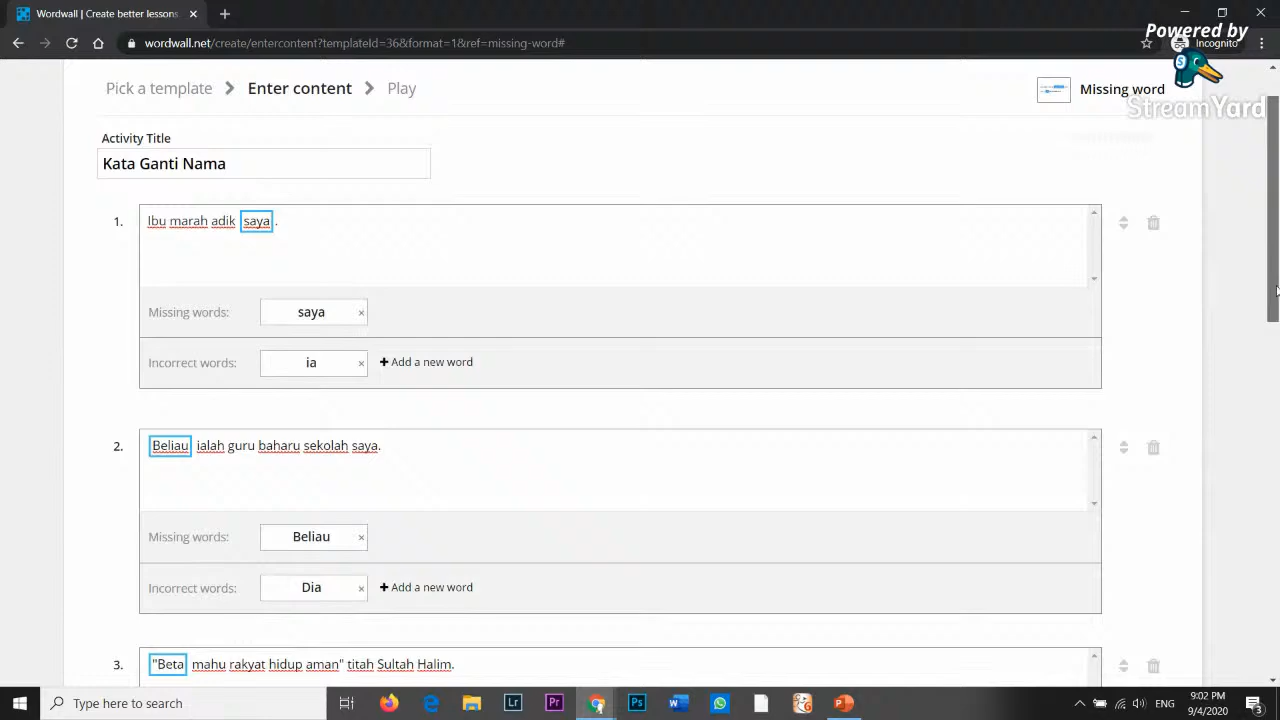 Wordwall | Create better lessons
wordwall.net/create/entercontent?templateId=36&format=1&ref=missing-word#
Incognito
Powered by
StreamYard
Pick a template
Enter content
Play
Missing word
Activity Title
Kata Ganti Nama
1.
Ibu marah adik saya .
Missing words:
saya ×
Incorrect words:
ia ×
+ Add a new word
2.
Beliau ialah guru baharu sekolah saya.
Missing words:
Beliau ×
Incorrect words:
Dia ×
+ Add a new word
3.
"Beta mahu rakyat hidup aman" titah Sultah Halim.
Type here to search
Lr
Pr
Ps
ENG
9:02 PM
9/4/2020
3